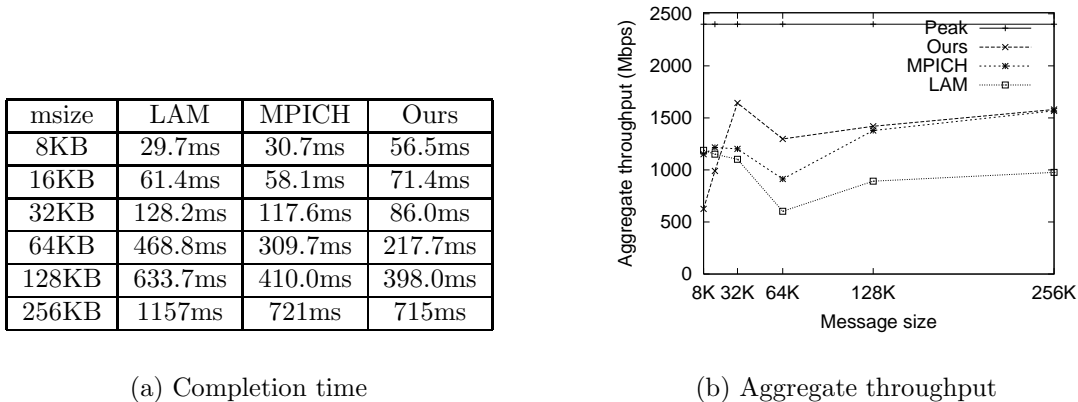 msize LAM MPICH Ours
8KB 29.7ms 30.7ms 56.5ms
16KB 61.4ms 58.1ms 71.4ms
32KB 128.2ms 117.6ms 86.0ms
64KB 468.8ms 309.7ms 217.7ms
128KB 633.7ms 410.0ms 398.0ms
256KB 1157ms 721ms 715ms
(a) Completion time
Aggregate throughput (Mbps)
2500
2000
1500
1000
500
0
Peak
Ours
MPICH
LAM
8K 32K 64K 128K 256K
Message size
(b) Aggregate throughput